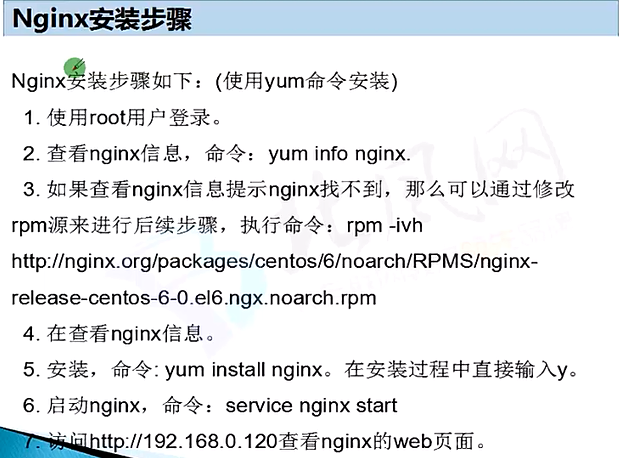 Nginx安装步骤
Nginx安装步骤如下：(使用yum命令安装)
1. 使用root用户登录。
2. 查看nginx信息，命令：yum info nginx.
3. 如果查看nginx信息提示nginx找不到，那么可以通过修改
rpm源来进行后续步骤，执行命令：rpm -ivh
http://nginx.org/packages/centos/6/noarch/RPMS/nginx-
release-centos-6-0.el6.ngx.noarch.rpm
4. 在查看nginx信息。
5. 安装，命令: yum install nginx。在安装过程中直接输入y。
6. 启动nginx，命令：service nginx start
7. 访问http://192.168.0.120查看nginx的web页面。